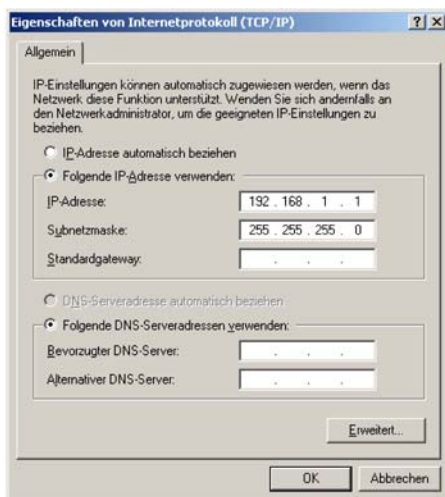 Eigenschaften von Internetprotokoll (TCP/IP)
Allgemein
IP-Einstellungen können automatisch zugewiesen werden, wenn das
Netzwerk diese Funktion unterstützt. Wenden Sie sich andernfalls an
den Netzwerkadministrator, um die geeigneten IP-Einstellungen zu
beziehen.
IP-Adresse automatisch beziehen
Folgende IP-Adresse verwenden:
IP-Adresse: 192 . 168 . 1 . 1
Subnetzmaske: 255 . 255 . 255 . 0
Standardgateway: . . .
DNS-Serveradresse automatisch beziehen
Folgende DNS-Serveradressen verwenden:
Bevorzugter DNS-Server: . . .
Alternativer DNS-Server: . . .
Erweitert...
OK Abbrechen